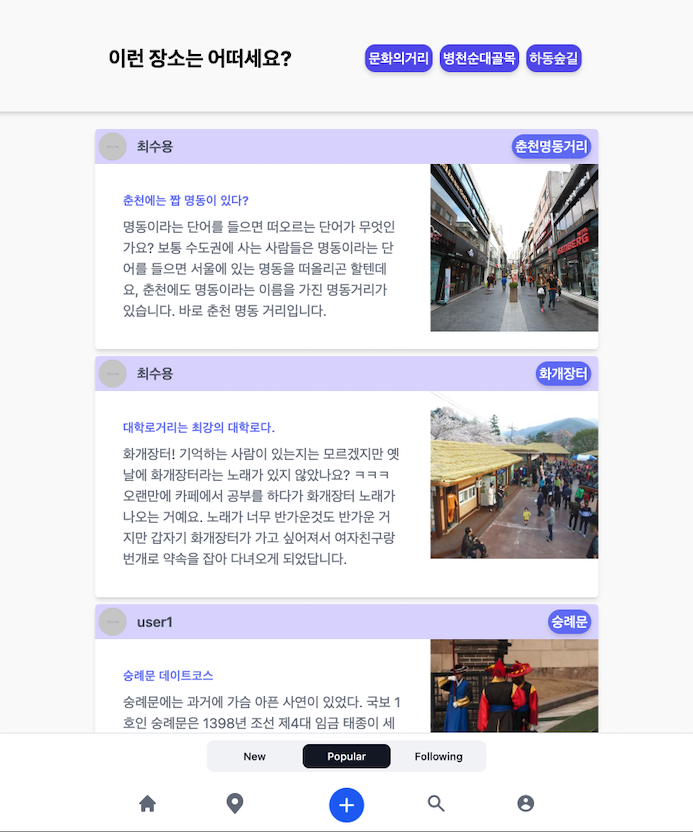 이런 장소는 어떠세요?
문화의거리 병천순대골목 하동숲길
최수용 춘천명동거리
춘천에는 짭 명동이 있다?
명동이라는 단어를 들으면 떠오르는 단어가 무엇인
가요? 보통 수도권에 사는 사람들은 명동이라는 단
어를 들으면 서울에 있는 명동을 떠올리곤 할텐데
요, 춘천에도 명동이라는 이름을 가진 명동거리가
있습니다. 바로 춘천 명동 거리입니다.
최수용 화개장터
대학로거리는 최강의 대학로다.
화개장터! 기억하는 사람이 있는지는 모르겠지만 옛
날에 화개장터라는 노래가 있지 않았나요? ㅋㅋㅋ
오랜만에 카페에서 공부를 하다가 화개장터 노래가
나오는 거예요. 노래가 너무 반가운것도 반가운 거
지만 갑자기 화개장터가 가고 싶어져서 여자친구랑
번개로 약속을 잡아 다녀오게 되었답니다.
user1 숭례문
숭례문 데이트코스
숭례문에는 과거에 가슴 아픈 사연이 있었다. 국보 1
호인 숭례문은 1398년 조선 제4대 임금 태종이 세
New Popular Following